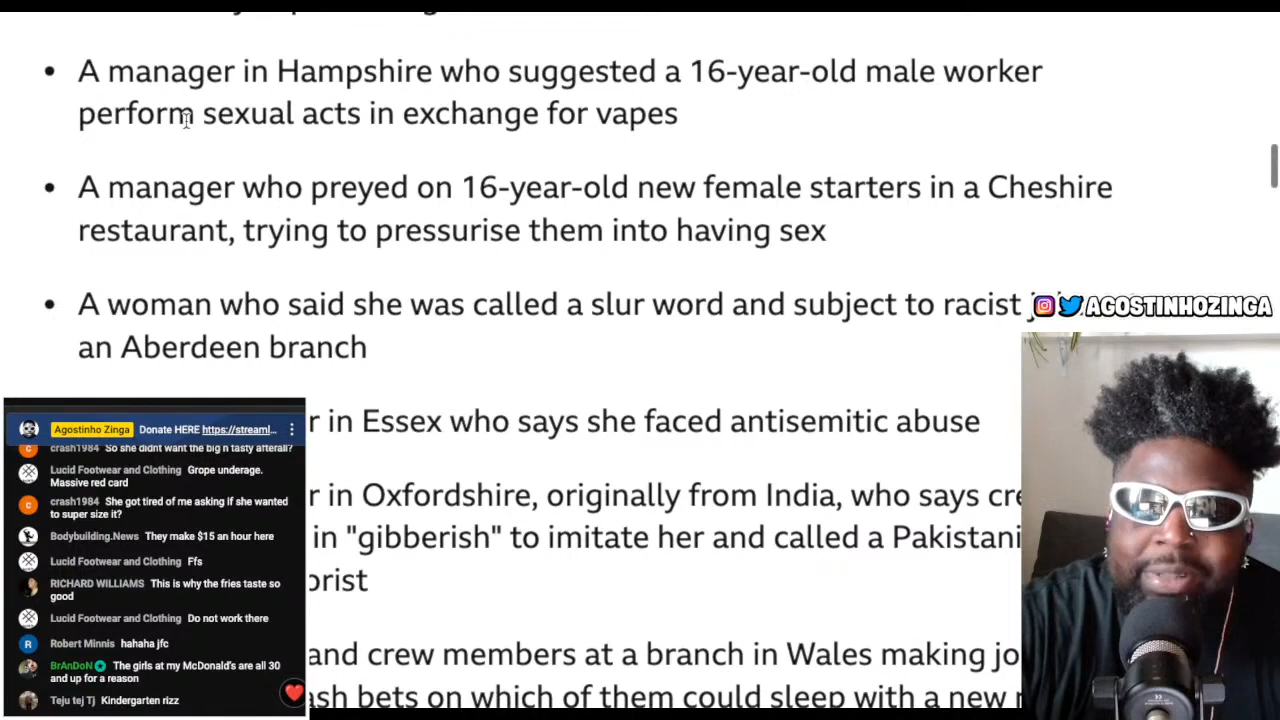 • A manager in Hampshire who suggested a 16-year-old male worker
perform sexual acts in exchange for vapes
• A manager who preyed on 16-year-old new female starters in a Cheshire
restaurant, trying to pressurise them into having sex
• A woman who said she was called a slur word and subject to racist
an Aberdeen branch
AGOSTINHOZINGA
r in Essex who says she faced antisemitic abuse
r in Oxfordshire, originally from India, who says cre
in "gibberish" to imitate her and called a Pakistani
orist
and crew members at a branch in Wales making jo
ash bets on which of them could sleep with a new
Agostinho Zinga Donate HERE https://streaml...
crash1984 So she didnt want the big n tasty afterall?
Lucid Footwear and Clothing Grope underage.
Massive red card
crash1984 She got tired of me asking if she wanted
to super size it?
Bodybuilding.News They make $15 an hour here
Lucid Footwear and Clothing Ffs
RICHARD WILLIAMS This is why the fries taste so
good
Lucid Footwear and Clothing Do not work there
Robert Minnis hahaha jfc
BrAnDoN The girls at my McDonald's are all 30
and up for a reason
Teju tej Tj Kindergarten rizz